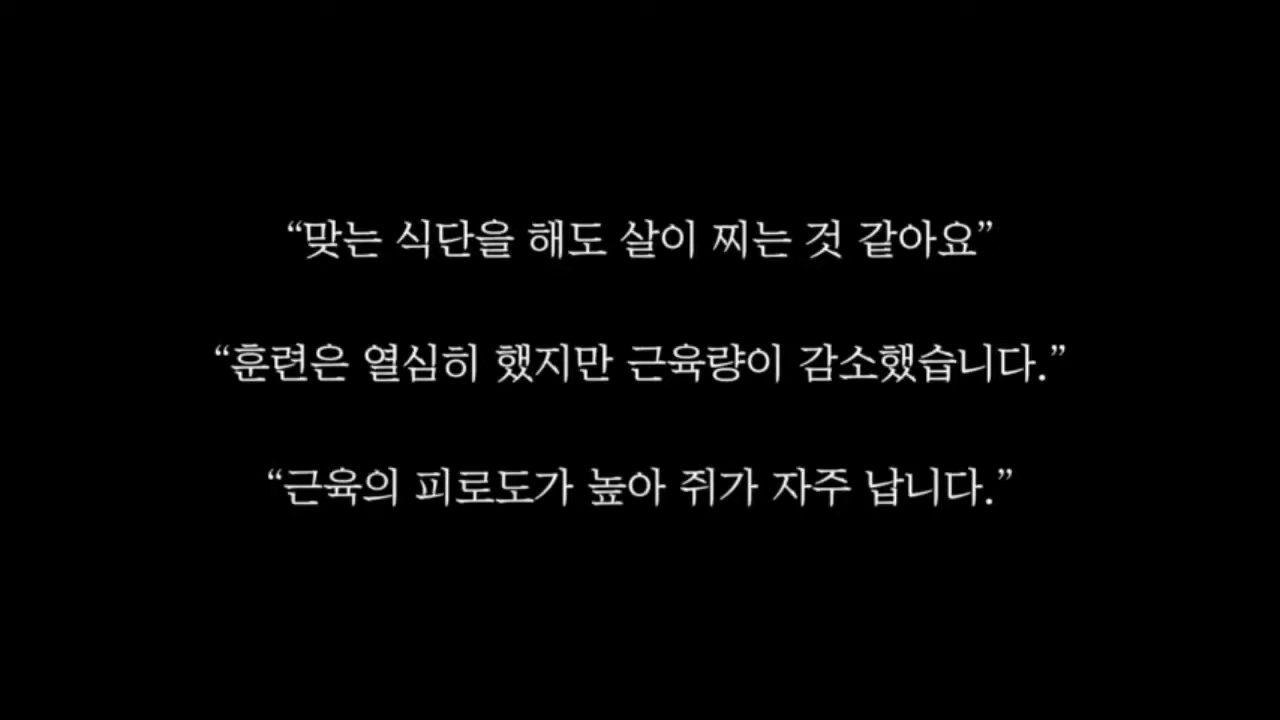 “맞는 식단을 해도 살이 찌는 것 같아요”
“훈련은 열심히 했지만 근육량이 감소했습니다.”
“근육의 피로도가 높아 쥐가 자주 납니다.”